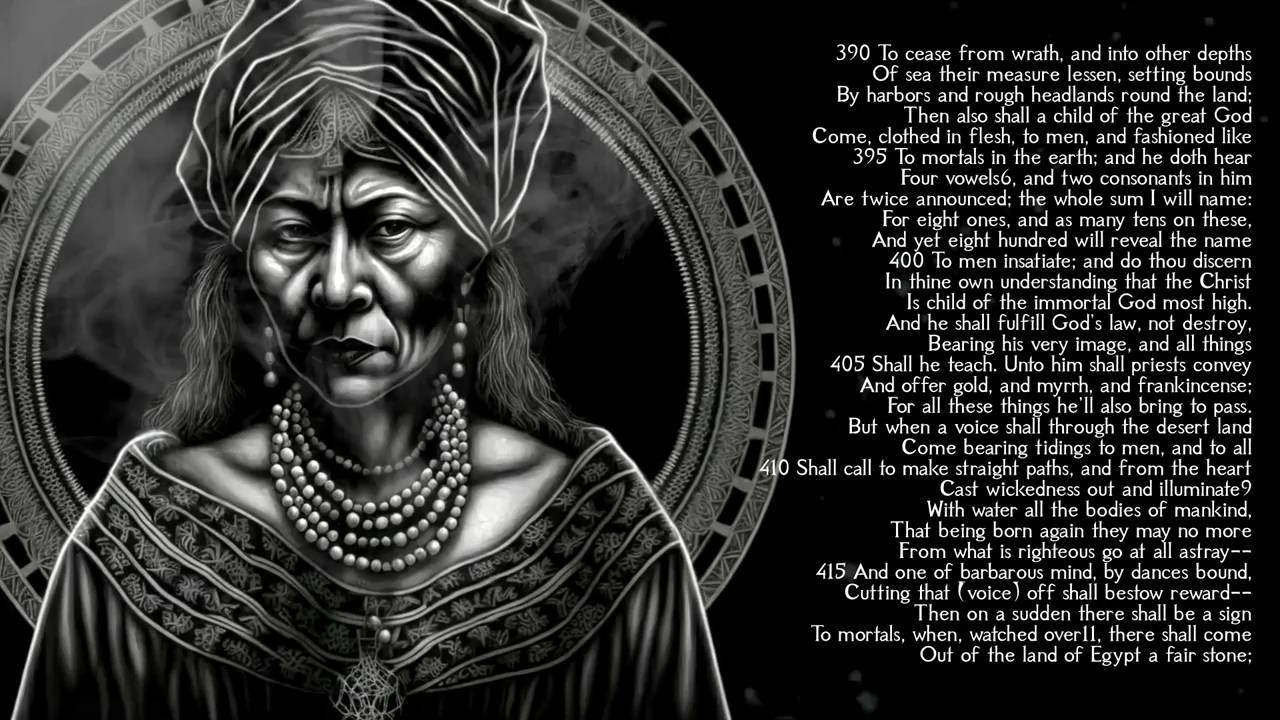 390 To cease from wrath, and into other depths
Of sea their measure lessen, setting bounds
By harbors and rough headlands round the land;
Then also shall a child of the great God
Come, clothed in flesh, to men, and fashioned like
395 To mortals in the earth; and he doth hear
Four vowels6, and two consonants in him
Are twice announced; the whole sum I will name:
For eight ones, and as many tens on these,
And yet eight hundred will reveal the name
400 To men insatiate; and do thou discern
In thine own understanding that the Christ
Is child of the immortal God most high.
And he shall fulfill God's law, not destroy,
Bearing his very image, and all things
405 Shall he teach. Unto him shall priests convey
And offer gold, and myrrh, and frankincense;
For all these things he'll also bring to pass.
But when a voice shall through the desert land
Come bearing tidings to men, and to all
410 Shall call to make straight paths, and from the heart
Cast wickedness out and illuminate9
With water all the bodies of mankind,
That being born again they may no more
From what is righteous go at all astray--
415 And one of barbarous mind, by dances bound,
Cutting that (voice) off shall bestow reward--
Then on a sudden there shall be a sign
To mortals, when, watched over11, there shall come
Out of the land of Egypt a fair stone;